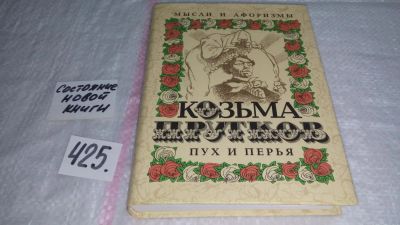 МЫСЛИ И АФОРИЗМЫ
КОЗЬМА
ПРУТКОВ
ПУХ И ПЕРЬЯ
Состояние
новой
книги
425.